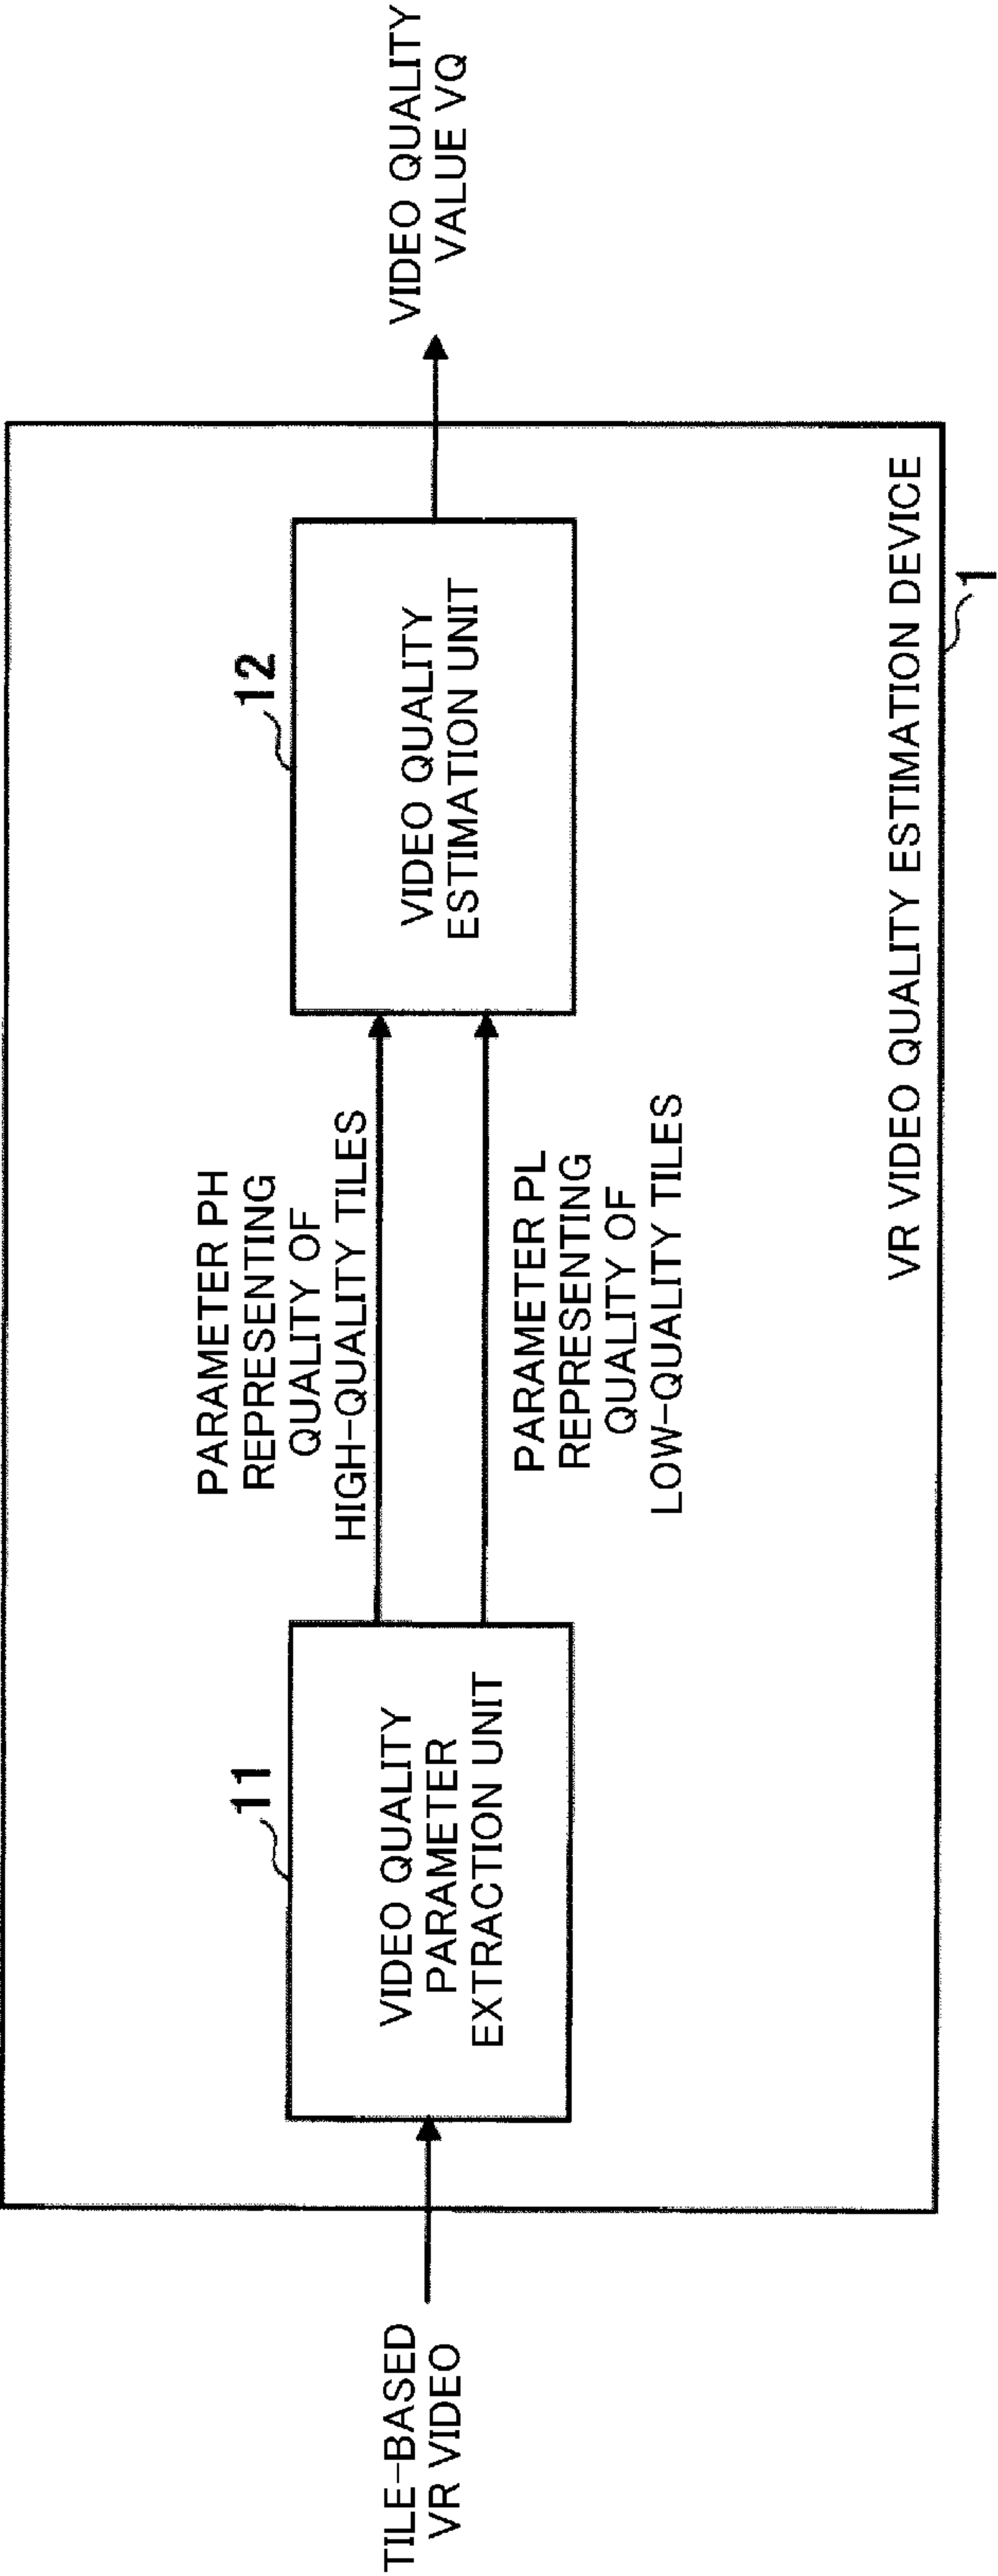 TILE-BASED
VR VIDEO
11
VIDEO QUALITY
PARAMETER
EXTRACTION UNIT
PARAMETER PH
REPRESENTING
QUALITY OF
HIGH-QUALITY TILES
PARAMETER PL
REPRESENTING
QUALITY OF
LOW-QUALITY TILES
12
VIDEO QUALITY
ESTIMATION UNIT
VIDEO QUALITY
VALUE VQ
VR VIDEO QUALITY ESTIMATION DEVICE
1